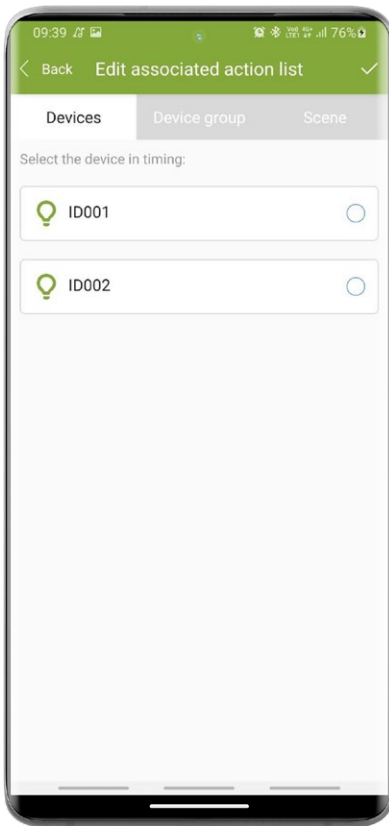 09:39 76%
Back Edit associated action list
Devices Device group Scene
Select the device in timing:
ID001
ID002